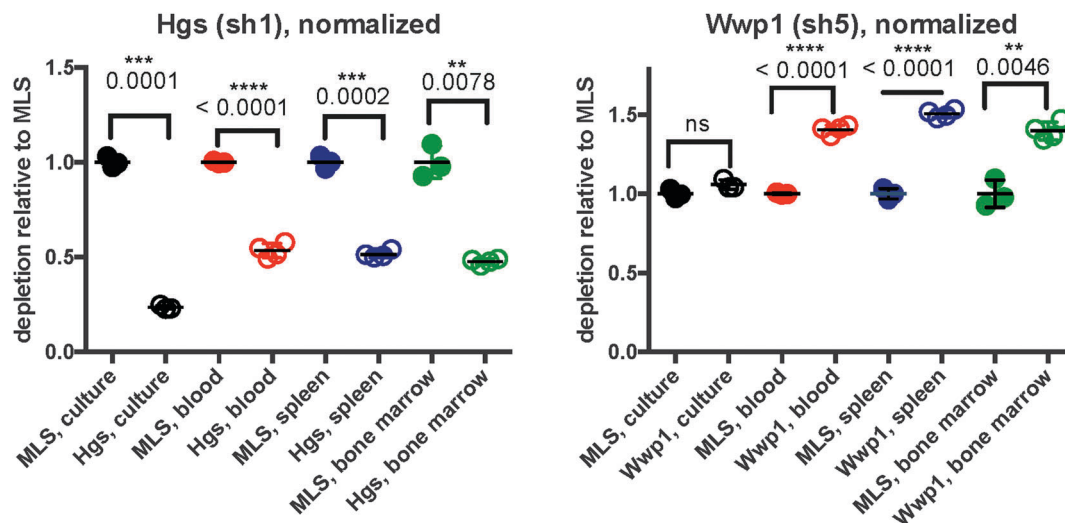 Hgs (sh1), normalized
depletion relative to MLS
1.5
1.0
0.5
0.0
***
0.0001
****
< 0.0001
***
0.0002
**
0.0078
MLS, culture
Hgs, culture
MLS, blood
Hgs, blood
MLS, spleen
Hgs, spleen
MLS, bone marrow
Hgs, bone marrow
Wwp1 (sh5), normalized
depletion relative to MLS
1.5
1.0
0.5
0.0
ns
****
< 0.0001
****
< 0.0001
**
0.0046
MLS, culture
Wwp1, culture
MLS, blood
Wwp1, blood
MLS, spleen
Wwp1, spleen
MLS, bone marrow
Wwp1, bone marrow